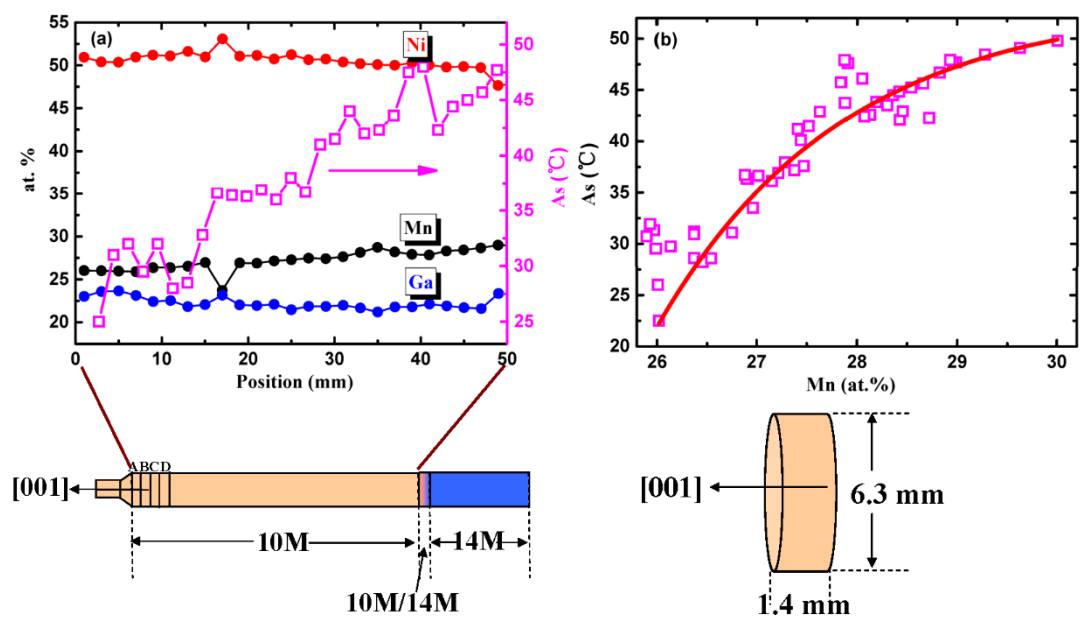 (a)
Ni
Mn
Ga
at. %
55
50
45
40
35
30
25
20
As (℃)
50
45
40
35
30
25
0 10 20 30 40 50
Position (mm)
(b)
As (℃)
50
45
40
35
30
25
20
26 27 28 29 30
Mn (at.%)
ABCD
[001]
10M
14M
10M/14M
[001]
6.3 mm
1.4 mm